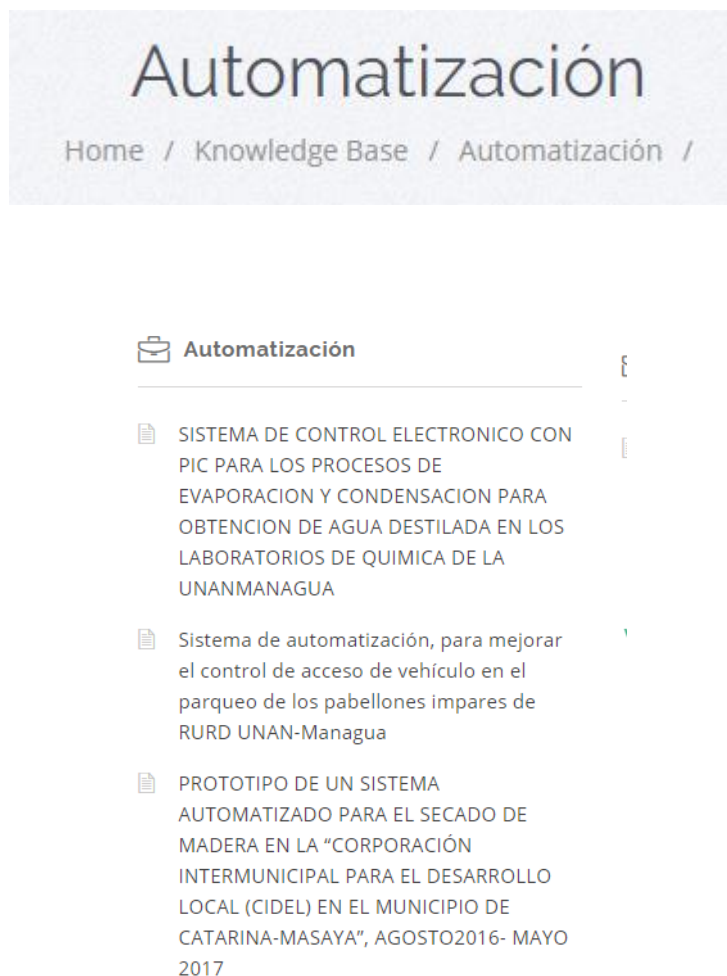 Automatización
Home / Knowledge Base / Automatización /
Automatización
SISTEMA DE CONTROL ELECTRONICO CON
PIC PARA LOS PROCESOS DE
EVAPORACION Y CONDENSACION PARA
OBTENCION DE AGUA DESTILADA EN LOS
LABORATORIOS DE QUIMICA DE LA
UNANMANAGUA
Sistema de automatización, para mejorar
el control de acceso de vehículo en el
parqueo de los pabellones impares de
RURD UNAN-Managua
PROTOTIPO DE UN SISTEMA
AUTOMATIZADO PARA EL SECADO DE
MADERA EN LA “CORPORACIÓN
INTERMUNICIPAL PARA EL DESARROLLO
LOCAL (CIDEL) EN EL MUNICIPIO DE
CATARINA-MASAYA”, AGOSTO2016- MAYO
2017